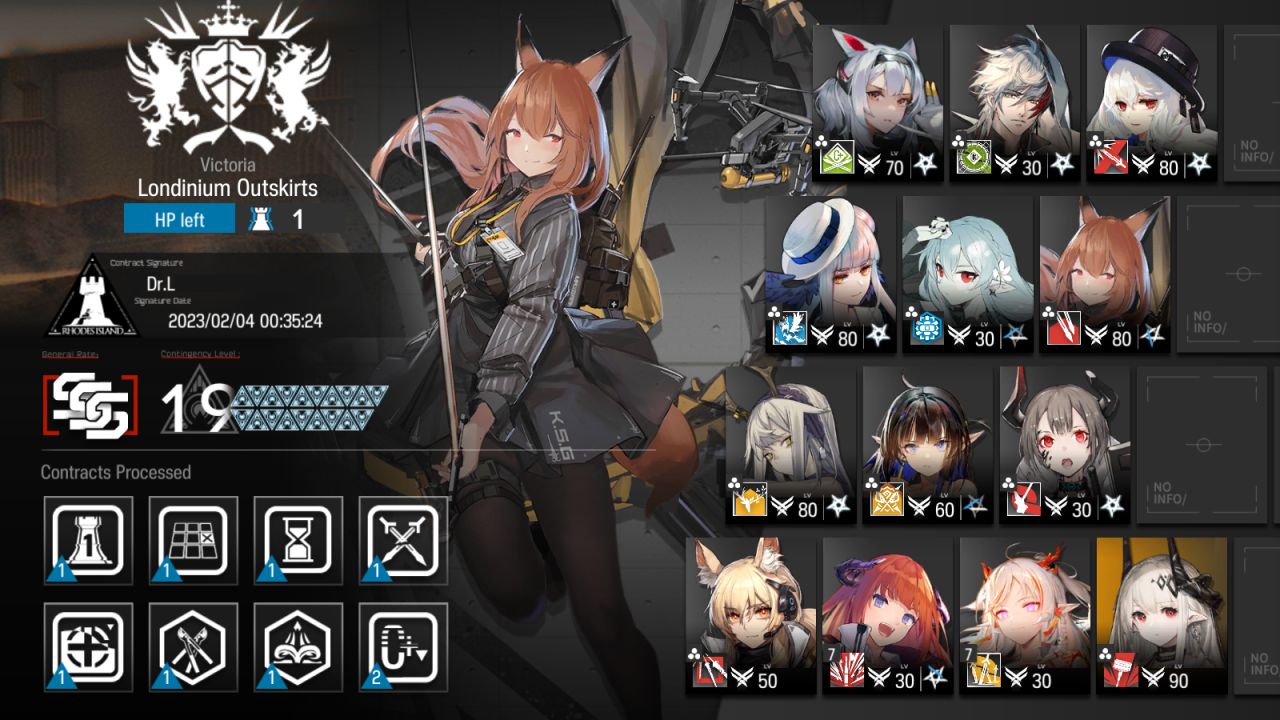 Victoria
Londinium Outskirts
HP left 1
Contract Signature
Dr.L
Signature Date
2023/02/04 00:35:24
RHODES ISLAND
General Rate:
Contingency Level:
19
Contracts Processed
1
1 1 1 1
1 1 1 2
K.S.G
LV 70
LV 30
LV 80
NO INFO/
LV 80
LV 30
LV 80
NO INFO/
LV 80
LV 60
LV 30
NO INFO/
LV 50
7 LV 30
7 LV 30
LV 90
NO INFO